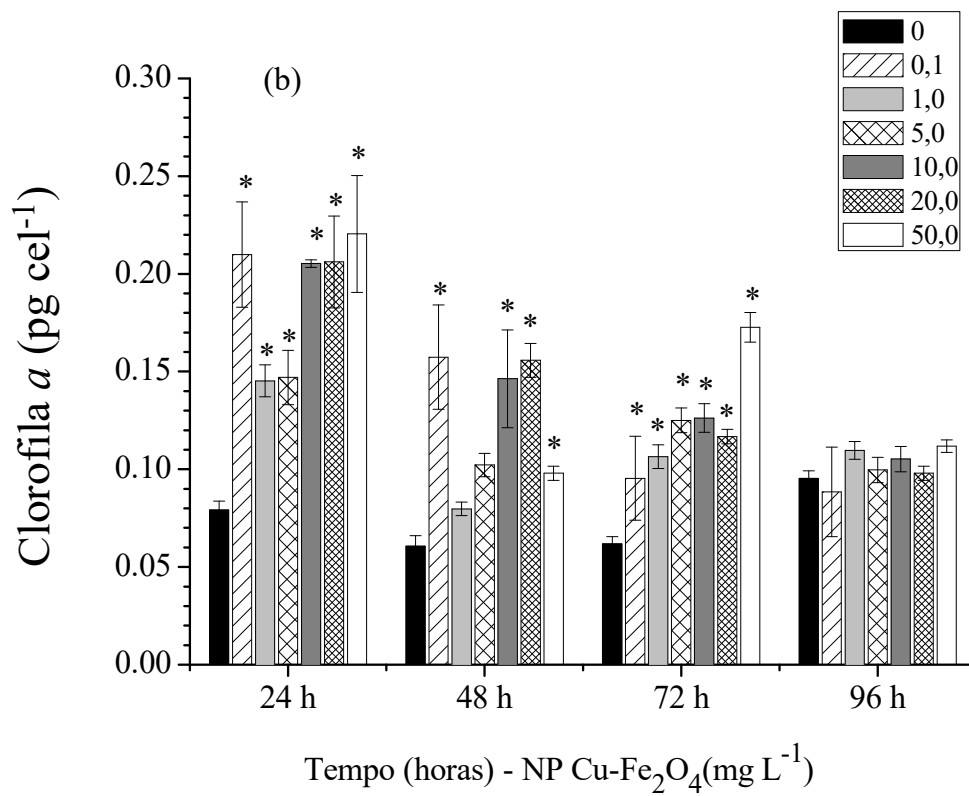 0
0,1
1,0
5,0
10,0
20,0
50,0
(b)
0.30
0.25
0.20
0.15
0.10
0.05
0.00
Clorofila a (pg cel⁻¹)
* * * * * *
* * * *
* * * * * *
24 h 48 h 72 h 96 h
Tempo (horas) - NP Cu-Fe₂O₄(mg L⁻¹)